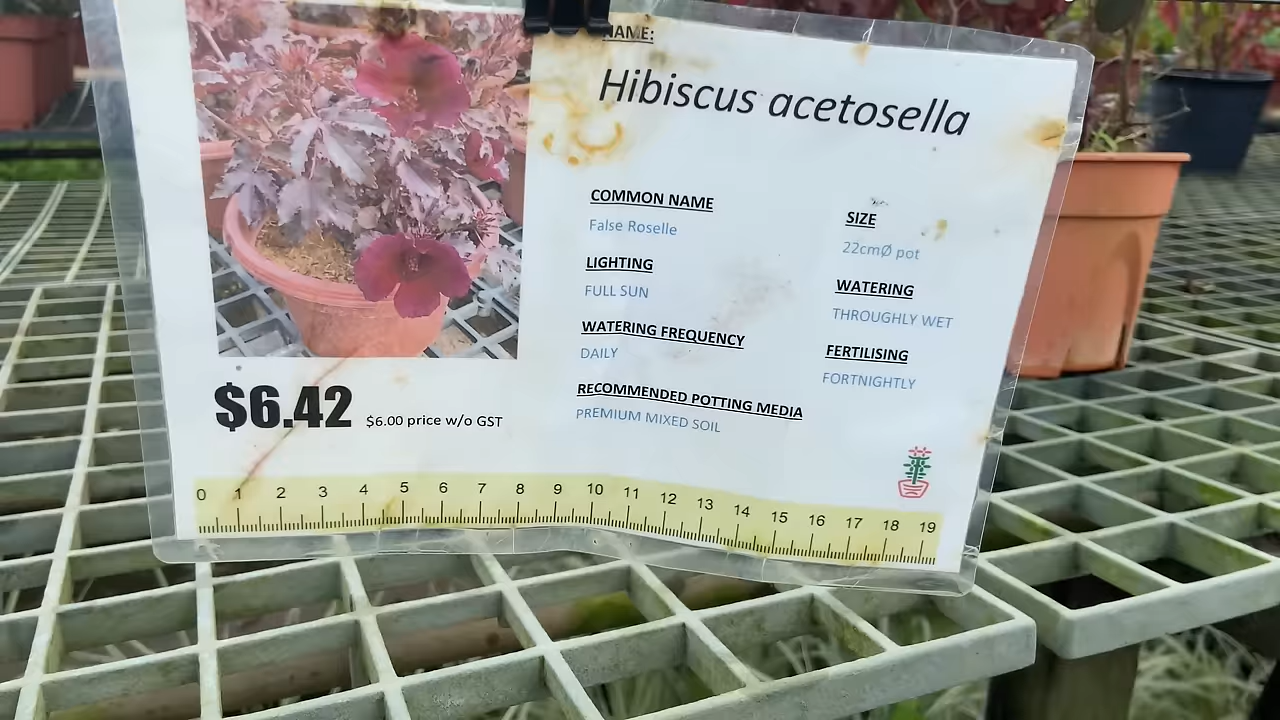 NAME:
Hibiscus acetosella
COMMON NAME
False Roselle
SIZE
22cmØ pot
LIGHTING
FULL SUN
WATERING
THROUGHLY WET
WATERING FREQUENCY
DAILY
FERTILISING
FORTNIGHTLY
RECOMMENDED POTTING MEDIA
PREMIUM MIXED SOIL
$6.42 $6.00 price w/o GST
0 1 2 3 4 5 6 7 8 9 10 11 12 13 14 15 16 17 18 19